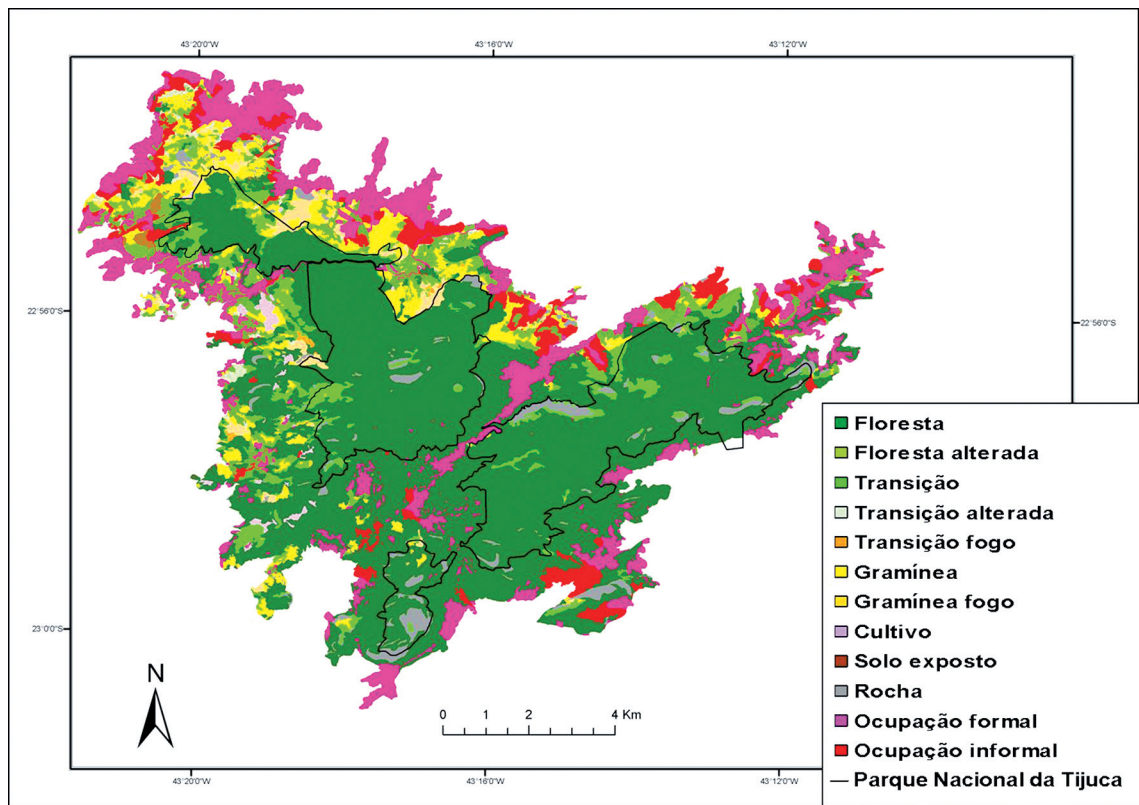 43°20'0"W 43°16'0"W 43°12'0"W
22°56'0"S
22°56'0"S
23°0'0"S
N
0 1 2 4 Km
43°20'0"W 43°16'0"W 43°12'0"W
Floresta
Floresta alterada
Transição
Transição alterada
Transição fogo
Gramínea
Gramínea fogo
Cultivo
Solo exposto
Rocha
Ocupação formal
Ocupação informal
Parque Nacional da Tijuca